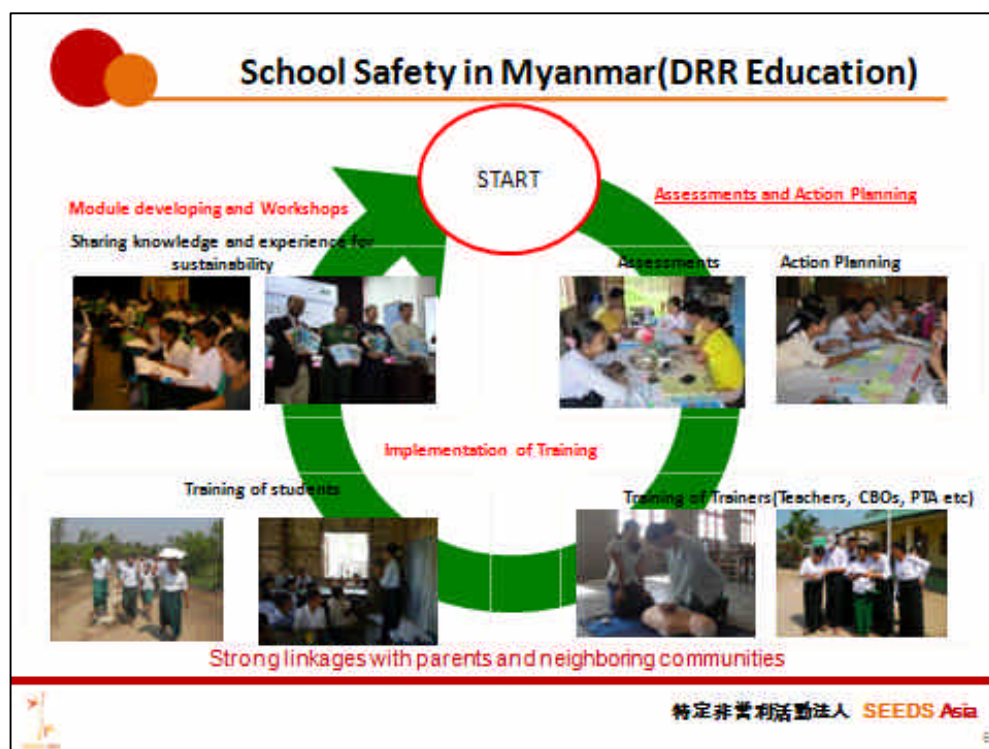 School Safety in Myanmar(DRR Education)
START
Assessments and Action Planning
Module developing and Workshops
Sharing knowledge and experience for
sustainability
Assessments
Action Planning
Implementation of Training
Training of students
Training of Trainers(Teachers, CBOs, PTA etc)
Strong linkages with parents and neighboring communities
特定非営利活動法人 SEEDS Asia